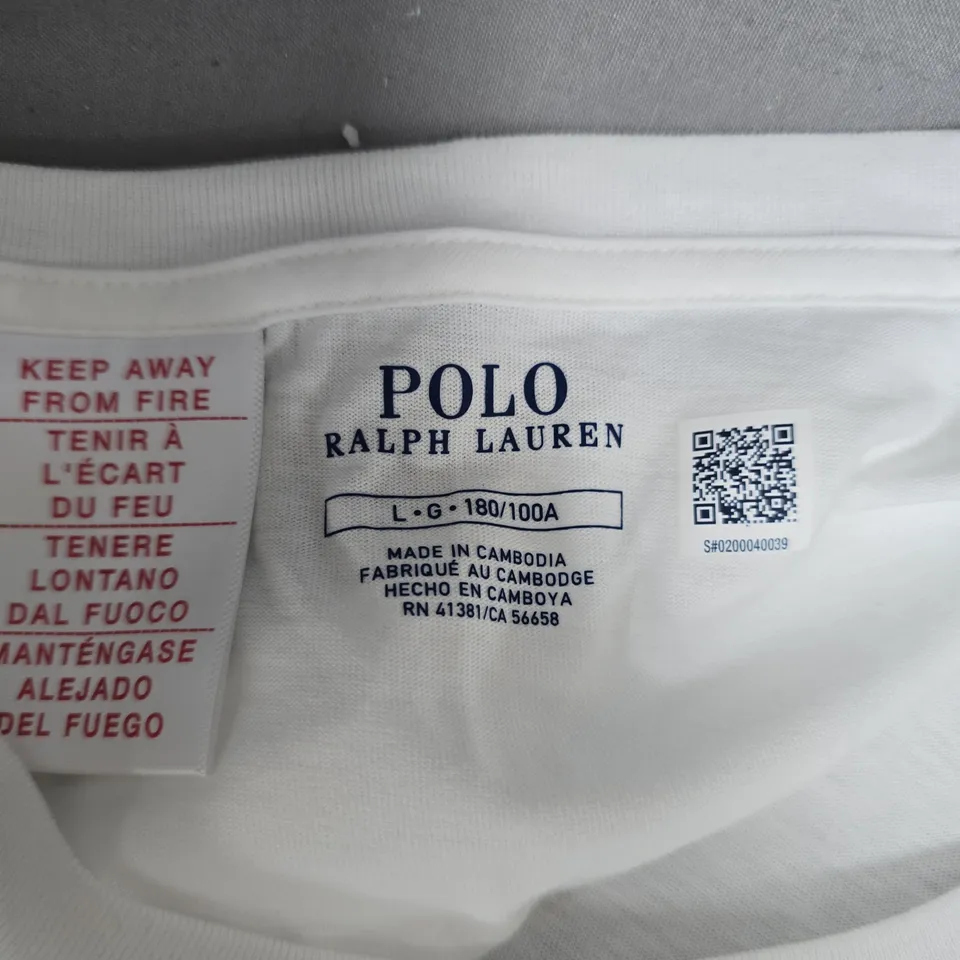 KEEP AWAY
FROM FIRE
TENIR À
L'ÉCART
DU FEU
TENERE
LONTANO
DAL FUOCO
MANTÉNGASE
ALEJADO
DEL FUEGO
POLO
RALPH LAUREN
L • G • 180/100A
MADE IN CAMBODIA
FABRIQUÉ AU CAMBODGE
HECHO EN CAMBOYA
RN 41381/CA 56658
S#0200040039